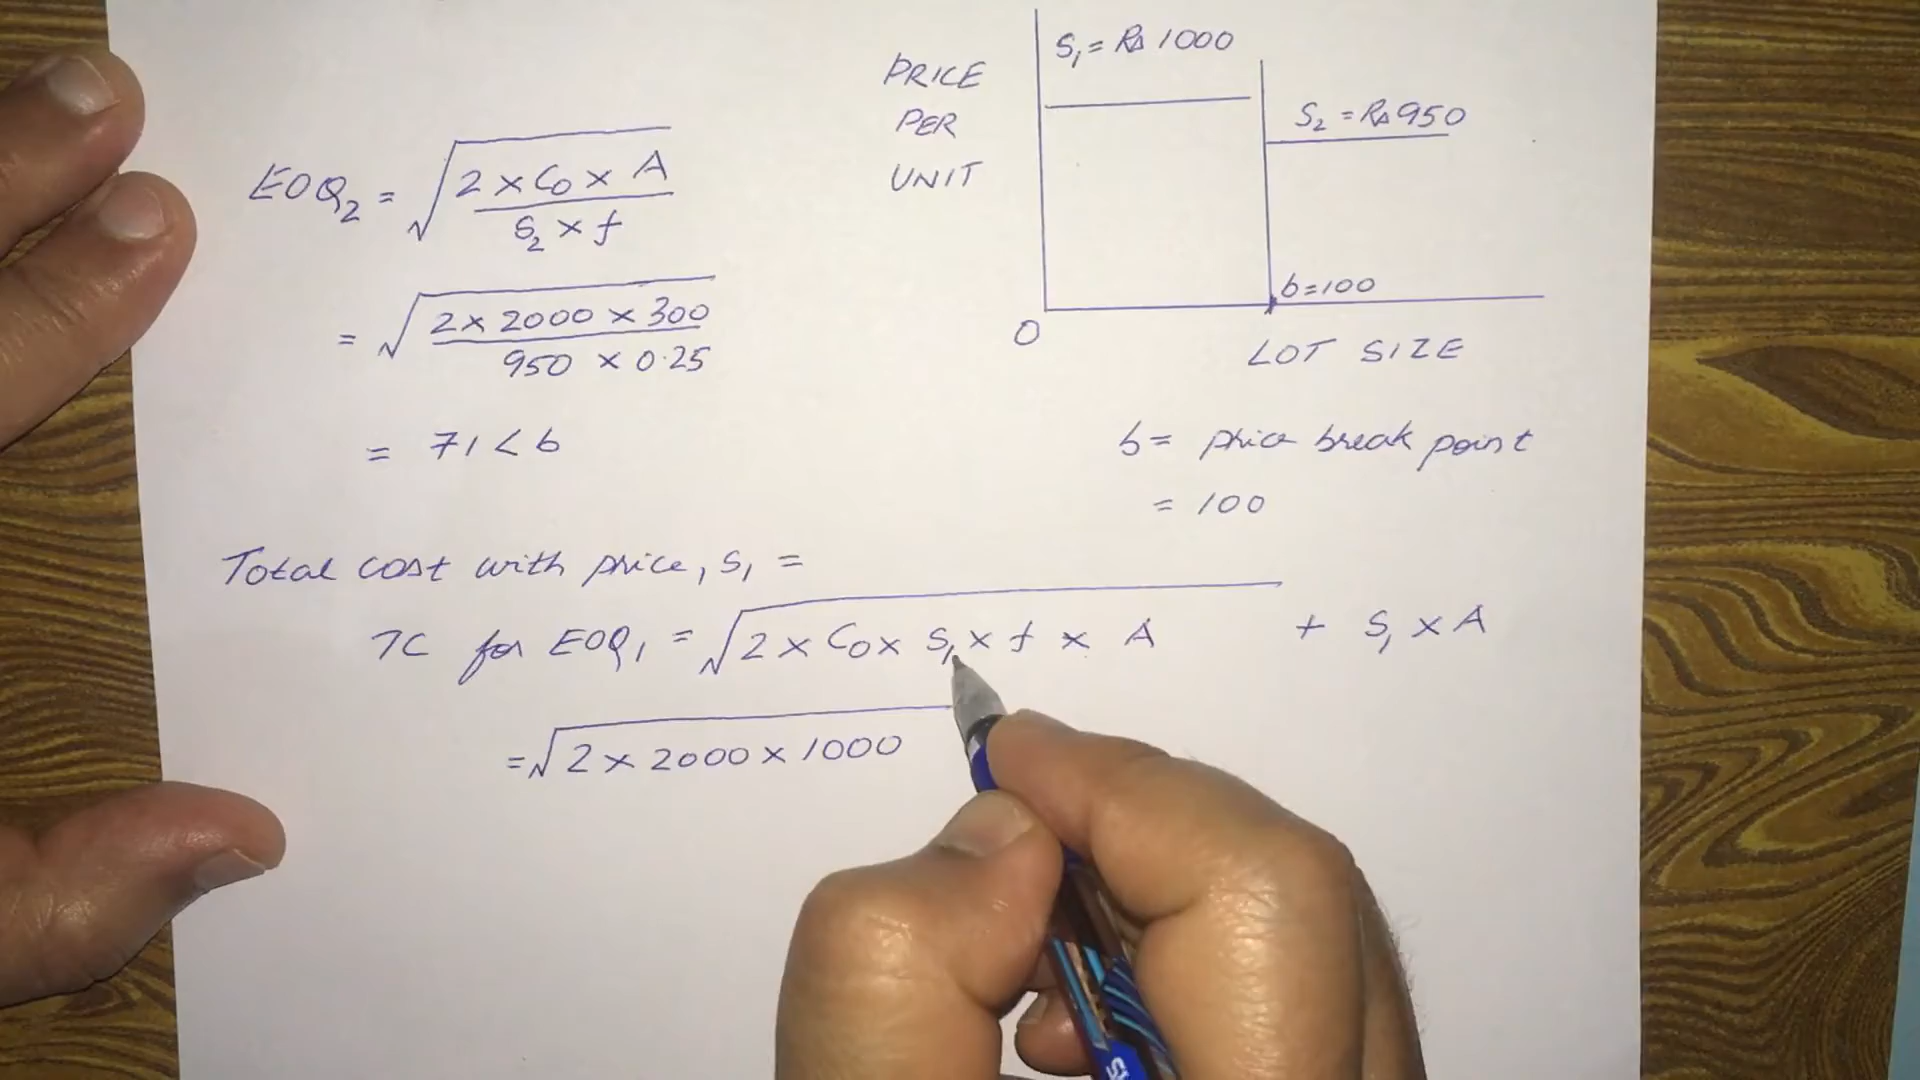 S₁ = Rs 1000
PRICE
PER
UNIT
S₂ = Rs 950
b=100
0
LOT SIZE
EOQ₂ = √(2 × Co × A / S₂ × f)
= √(2 × 2000 × 300 / 950 × 0.25)
= 71 < b
b = price break point
= 100
Total cost with price, S₁ =
TC for EOQ₁ = √(2 × Co × S₁ × f × A) + S₁ × A
= √(2 × 2000 × 1000